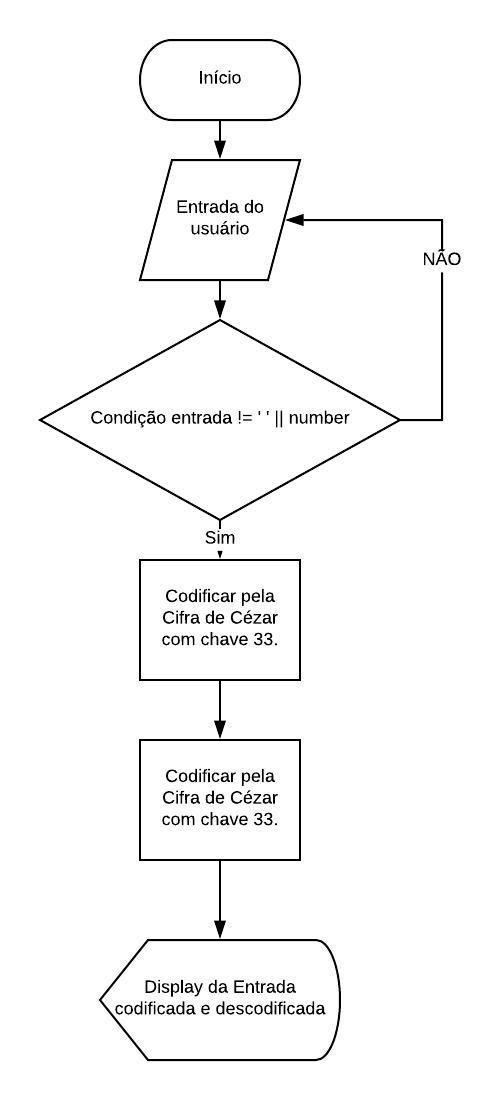 Início
Entrada do
usuário
NÃO
Condição entrada != ' ' || number
Sim
Codificar pela
Cifra de Cézar
com chave 33.
Codificar pela
Cifra de Cézar
com chave 33.
Display da Entrada
codificada e descodificada